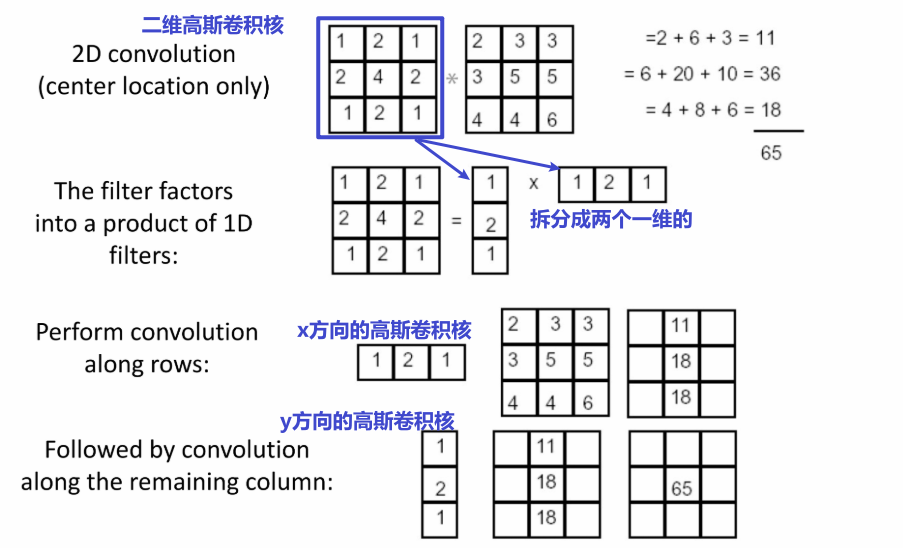 二维高斯卷积核
2D convolution
(center location only)
1 2 1
2 4 2
1 2 1
*
2 3 3
3 5 5
4 4 6
=2 + 6 + 3 = 11
= 6 + 20 + 10 = 36
= 4 + 8 + 6 = 18
65
The filter factors
into a product of 1D
filters:
1 2 1
2 4 2
1 2 1
=
1
2
1
x
1 2 1
拆分成两个一维的
Perform convolution
along rows:
x方向的高斯卷积核
1 2 1
2 3 3
3 5 5
4 4 6
11
18
18
y方向的高斯卷积核
Followed by convolution
along the remaining column:
1
2
1
11
18
18
65